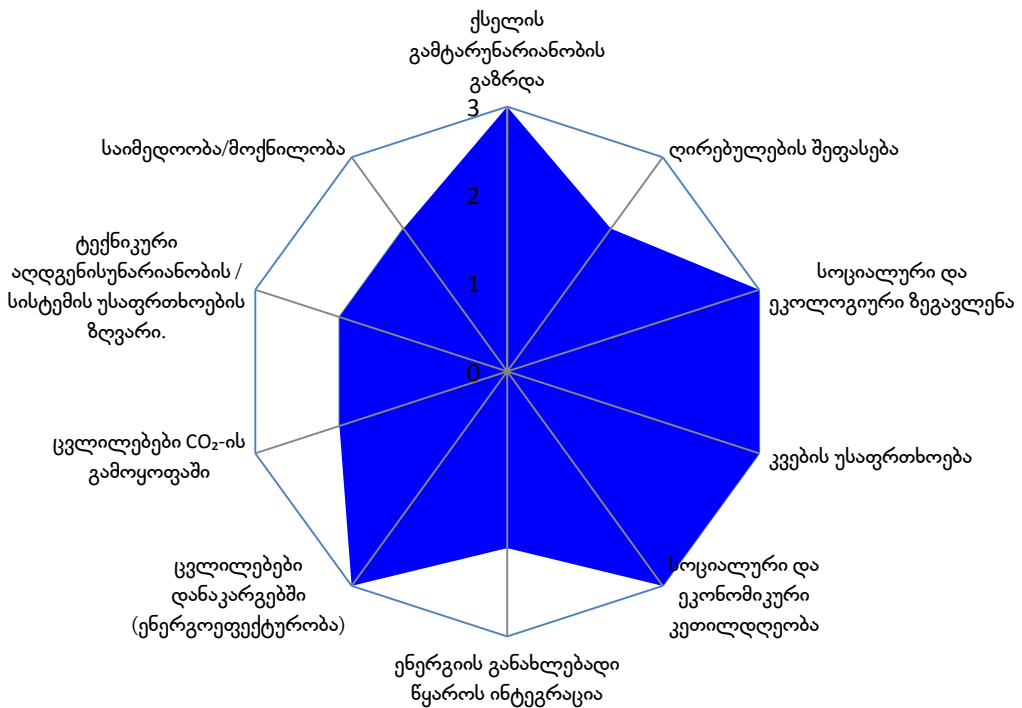 ქსელის
გამტარუნარიანობის
გაზრდა
3
საიმედოობა/მოქნილობა
ღირებულების შეფასება
2
ტექნიკური
აღდგენისუნარიანობის /
სისტემის უსაფრთხოების
ზღვარი.
სოციალური და
ეკოლოგიური ზეგავლენა
1
0
ცვლილებები CO₂-ის
გამოყოფაში
კვების უსაფრთხოება
ცვლილებები
დანაკარგებში
(ენერგოეფექტურობა)
სოციალური და
ეკონომიკური
კეთილდღეობა
ენერგიის განახლებადი
წყაროს ინტეგრაცია